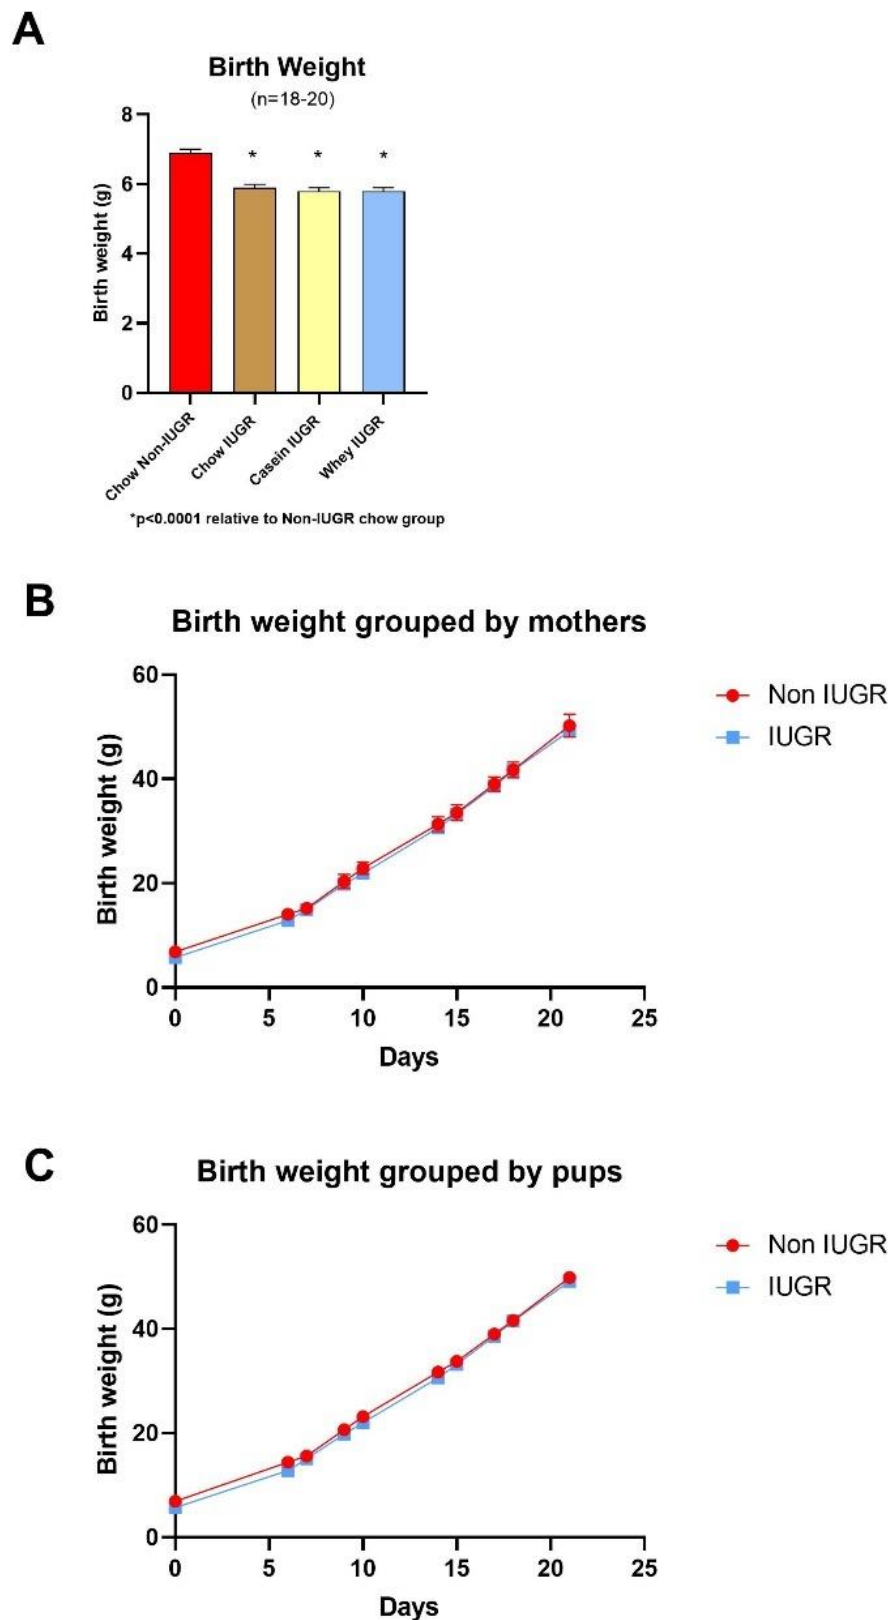 A
Birth Weight
(n=18-20)
Birth weight (g)
8
6
4
2
0
* * *
Chow Non-IUGR
Chow IUGR
Casein IUGR
Whey IUGR
*p<0.0001 relative to Non-IUGR chow group
B
Birth weight grouped by mothers
Birth weight (g)
60
40
20
0
0 5 10 15 20 25
Days
Non IUGR
IUGR
C
Birth weight grouped by pups
Birth weight (g)
60
40
20
0
0 5 10 15 20 25
Days
Non IUGR
IUGR